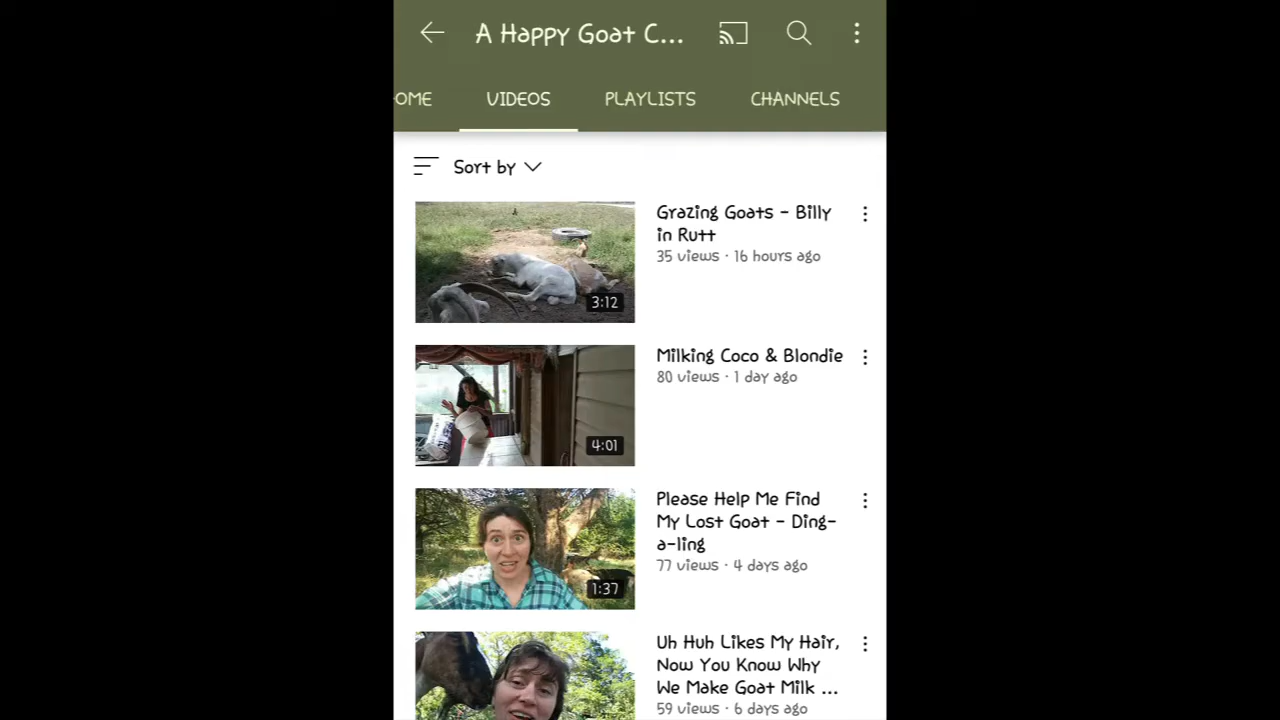 A Happy Goat C...
OME VIDEOS PLAYLISTS CHANNELS
Sort by
Grazing Goats - Billy
in Rutt
35 views · 16 hours ago
3:12
Milking Coco & Blondie
80 views · 1 day ago
4:01
Please Help Me Find
My Lost Goat - Ding-
a-ling
77 views · 4 days ago
1:37
Uh Huh Likes My Hair,
Now You Know Why
We Make Goat Milk ...
59 views · 6 days ago